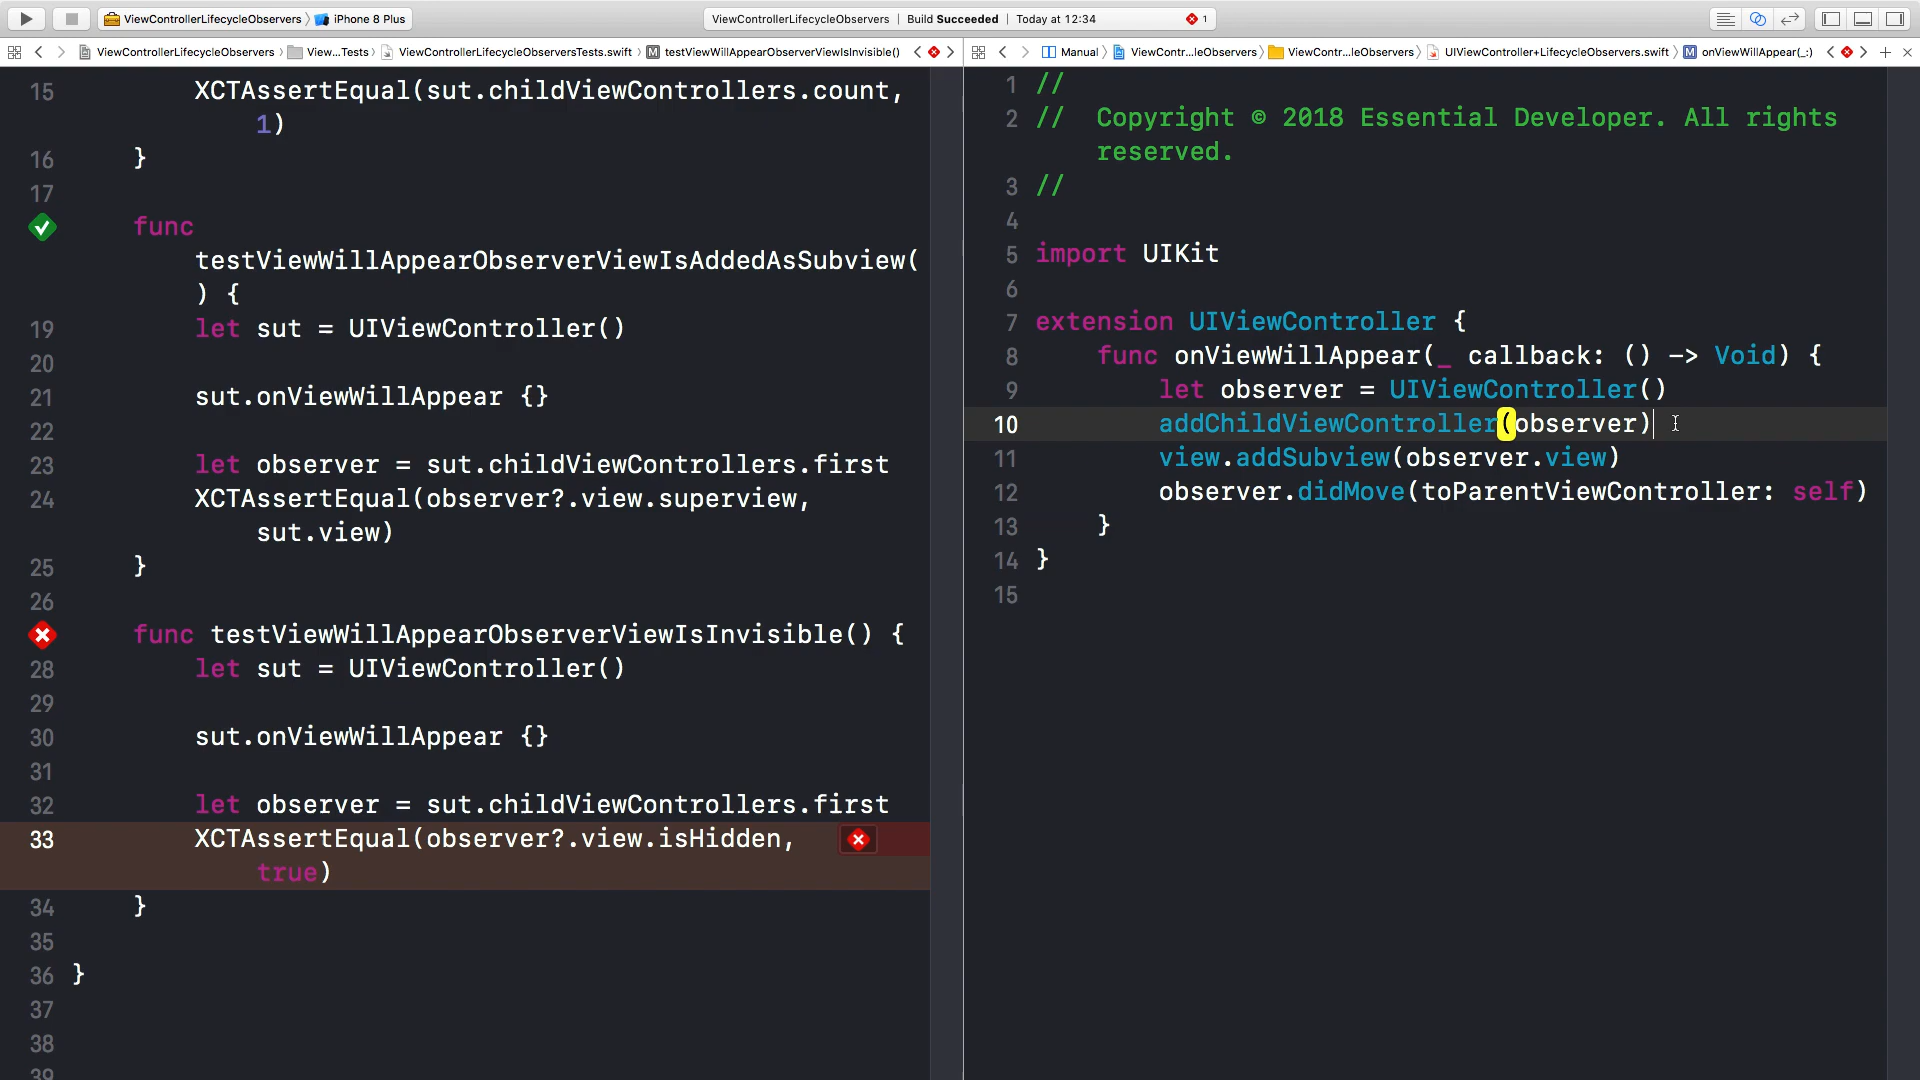 ViewControllerLifecycleObservers 〉 iPhone 8 Plus
ViewControllerLifecycleObservers | Build Succeeded | Today at 12:34
1
ViewControllerLifecycleObservers 〉 View...Tests 〉 ViewControllerLifecycleObserversTests.swift 〉 M testViewWillAppearObserverViewIsInvisible()
Manual 〉 ViewContr...leObservers 〉 ViewContr...leObservers 〉 UIViewController+LifecycleObservers.swift 〉 M onViewWillAppear(_:)
15 XCTAssertEqual(sut.childViewControllers.count,
1)
16 }
17
func
testViewWillAppearObserverViewIsAddedAsSubview(
) {
19 let sut = UIViewController()
20
21 sut.onViewWillAppear {}
22
23 let observer = sut.childViewControllers.first
24 XCTAssertEqual(observer?.view.superview,
sut.view)
25 }
26
func testViewWillAppearObserverViewIsInvisible() {
28 let sut = UIViewController()
29
30 sut.onViewWillAppear {}
31
32 let observer = sut.childViewControllers.first
33 XCTAssertEqual(observer?.view.isHidden,
true)
34 }
35
36 }
37
38
39
1 //
2 //  Copyright © 2018 Essential Developer. All rights
reserved.
3 //
4
5 import UIKit
6
7 extension UIViewController {
8 func onViewWillAppear(_ callback: () -> Void) {
9 let observer = UIViewController()
10 addChildViewController(observer)
11 view.addSubview(observer.view)
12 observer.didMove(toParentViewController: self)
13 }
14 }
15